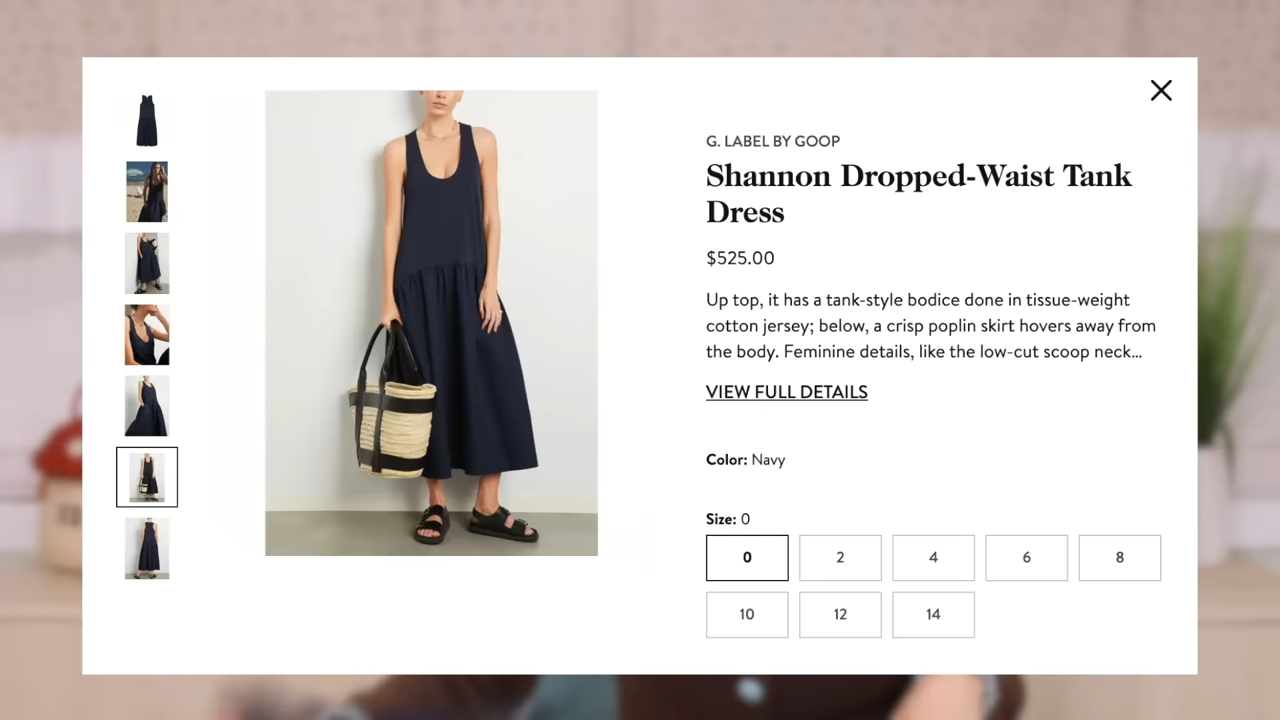 G. LABEL BY GOOP
Shannon Dropped-Waist Tank
Dress
$525.00
Up top, it has a tank-style bodice done in tissue-weight
cotton jersey; below, a crisp poplin skirt hovers away from
the body. Feminine details, like the low-cut scoop neck...
VIEW FULL DETAILS
Color: Navy
Size: 0
0 2 4 6 8
10 12 14